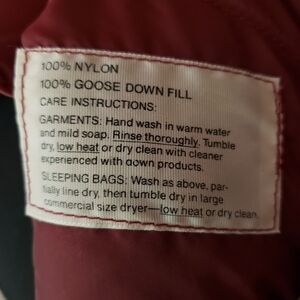 100% NYLON
100% GOOSE DOWN FILL
CARE INSTRUCTIONS:
GARMENTS: Hand wash in warm water
and mild soap. Rinse thoroughly. Tumble
dry, low heat or dry clean with cleaner
experienced with down products.
SLEEPING BAGS: Wash as above, par-
tially line dry, then tumble dry in large
commercial size dryer—low heat or dry clean.